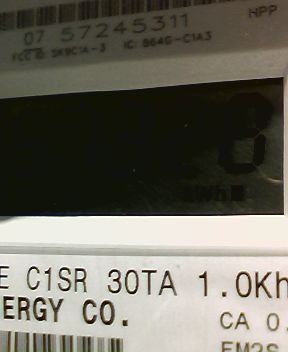 HPP
07 57245311
FCC ID: SK9C1A-3 IC: 864G-C1A3
8
kWh
E C1SR 30TA 1.0Kh
ERGY CO.
CA 0.
EM2S